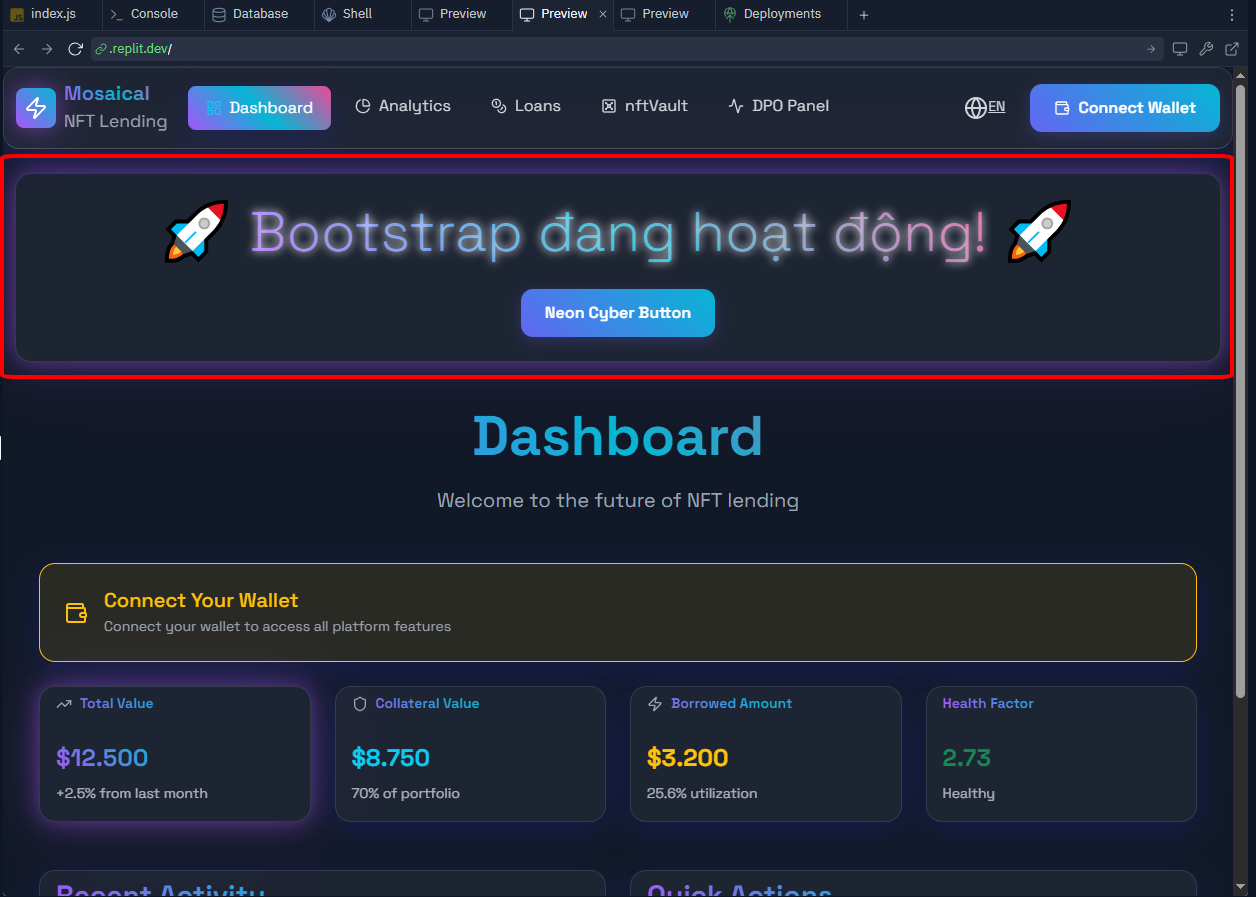 index.js
Console
Database
Shell
Preview
Preview
Preview
Deployments
.replit.dev/
Mosaical
NFT Lending
Dashboard
Analytics
Loans
nftVault
DPO Panel
EN
Connect Wallet
🚀 Bootstrap đang hoạt động! 🚀
Neon Cyber Button
Dashboard
Welcome to the future of NFT lending
Connect Your Wallet
Connect your wallet to access all platform features
Total Value
$12.500
+2.5% from last month
Collateral Value
$8.750
70% of portfolio
Borrowed Amount
$3.200
25.6% utilization
Health Factor
2.73
Healthy
Recent Activity
Quick Actions